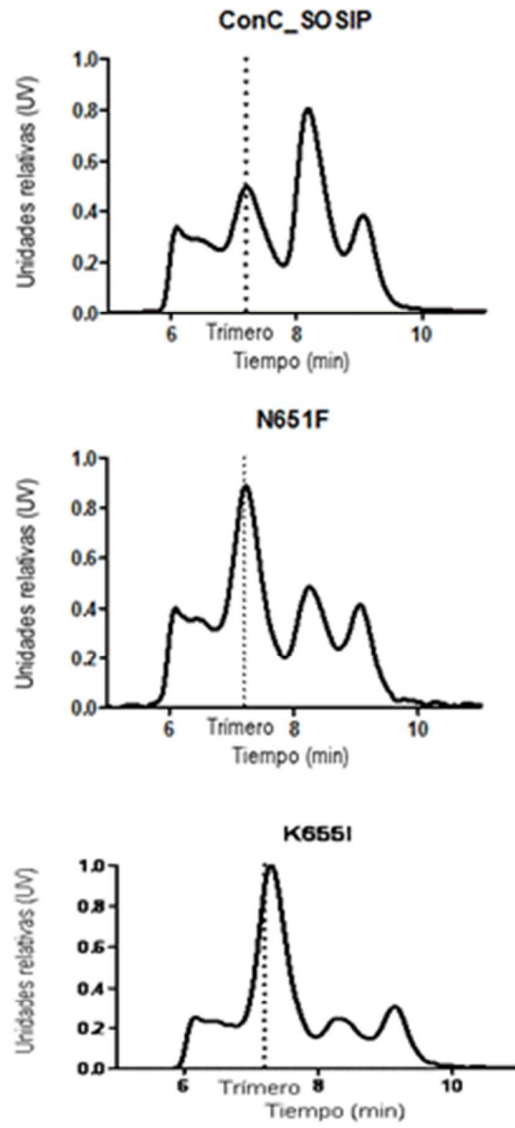 ConC_SOSIP
Unidades relativas (UV)
1.0
0.8
0.6
0.4
0.2
0.0
6 Trímero 8 10
Tiempo (min)
N651F
Unidades relativas (UV)
1.0
0.8
0.6
0.4
0.2
0.0
6 Trímero 8 10
Tiempo (min)
K655I
Unidades relativas (UV)
1.0
0.8
0.6
0.4
0.2
0.0
6 Trímero 8 10
Tiempo (min)